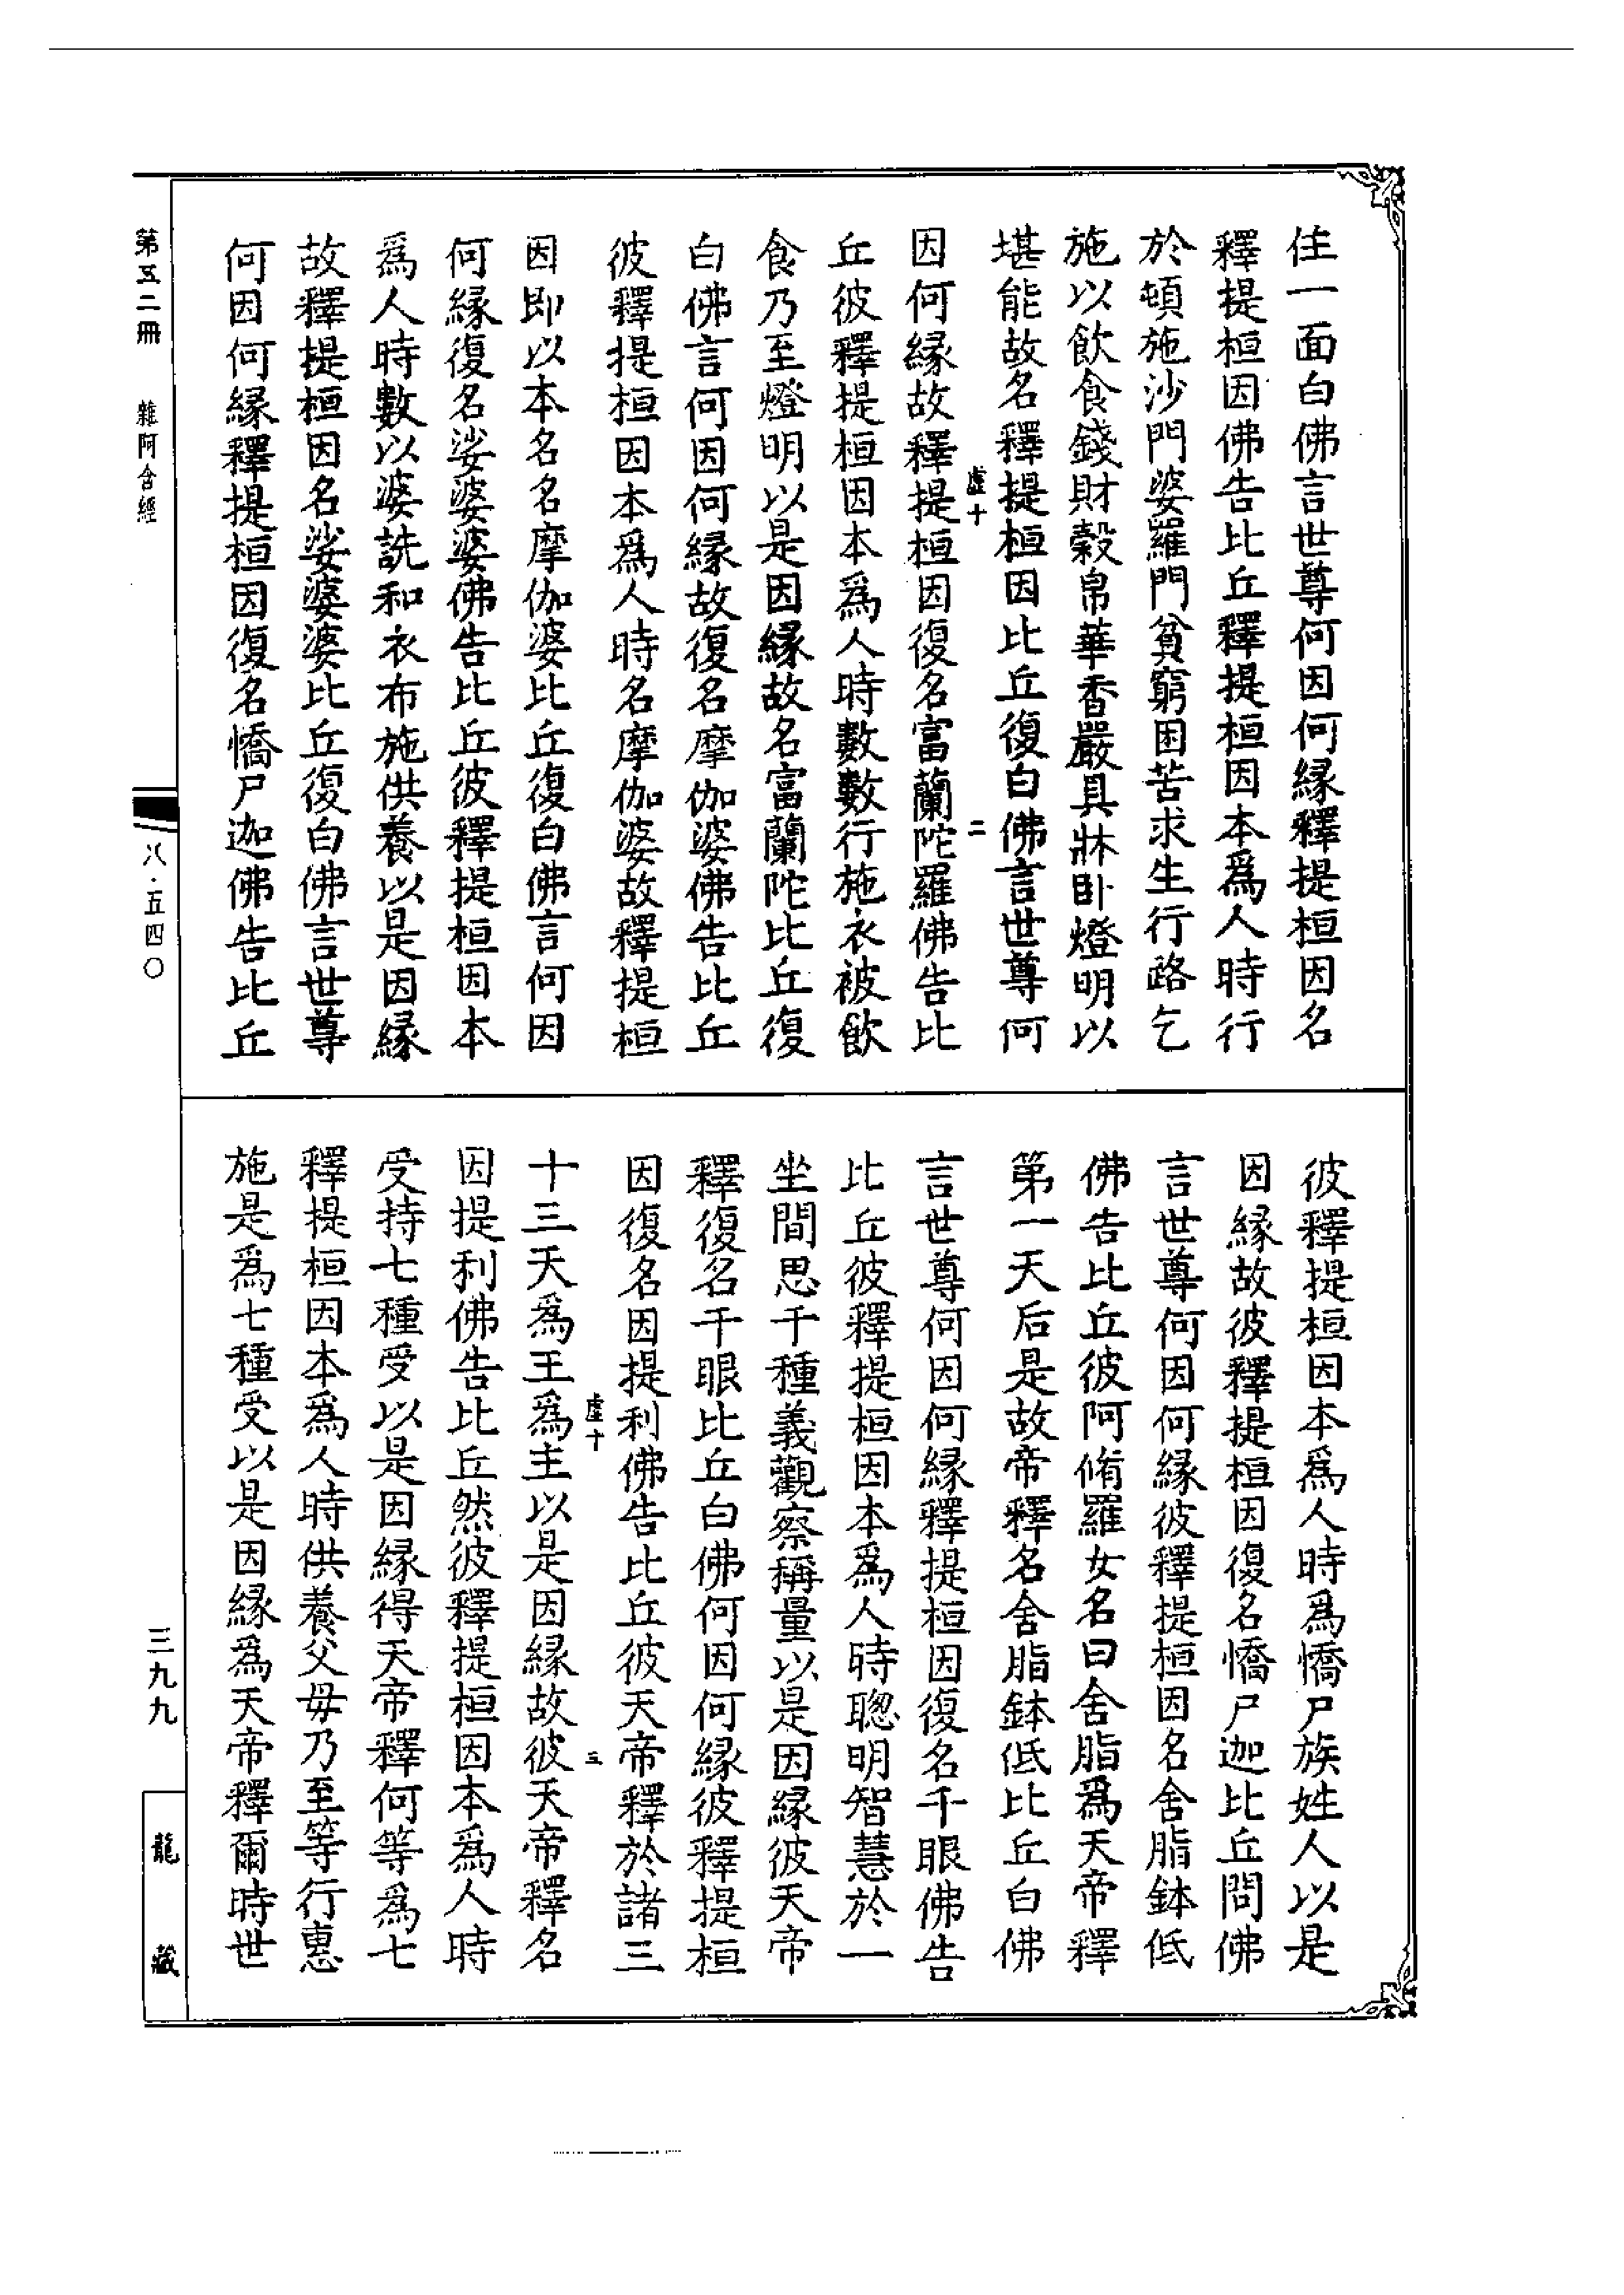 住一面白佛言世尊何因何緣釋提桓因名
釋提桓因佛告比丘釋提桓因本爲人時行
於頓施沙門婆羅門貧窮困苦求生行路乞
施以飲食錢財穀帛華香嚴具牀卧燈明以
堪能故名釋提桓因比丘復白佛言世尊何
虛十
二
因何緣故釋提桓因復名富蘭陀羅佛告比
丘彼釋提桓因本爲人時數數行施衣被飲
食乃至燈明以是因緣故名富蘭陀比丘復
白佛言何因何緣故復名摩伽婆佛告比丘
彼釋提桓因本爲人時名摩伽婆故釋提桓
因即以本名名摩伽婆比丘復白佛言何因
何緣復名娑婆婆佛告比丘彼釋提桓因本
爲人時數以婆詵和衣布施供養以是因緣
故釋提桓因名娑婆婆比丘復白佛言世尊
何因何緣釋提桓因復名憍尸迦佛告比丘
彼釋提桓因本爲人時爲憍尸族姓人以是
因緣故彼釋提桓因復名憍尸迦比丘問佛
言世尊何因何緣彼釋提桓因名舍脂鉢低
佛告比丘彼阿脩羅女名曰舍脂爲天帝釋
第一天后是故帝釋名舍脂鉢低比丘白佛
言世尊何因何緣釋提桓因復名千眼佛告
比丘彼釋提桓因本爲人時聰明智慧於一
坐間思千種義觀察稱量以是因緣彼天帝
釋復名千眼比丘白佛何因何緣彼釋提桓
因復名因提利佛告比丘彼天帝釋於諸三
虛十
三
十三天爲王爲主以是因緣故彼天帝釋名
因提利佛告比丘然彼釋提桓因本爲人時
受持七種受以是因緣得天帝釋何等爲七
釋提桓因本爲人時供養父母乃至等行惠
施是爲七種受以是因緣爲天帝釋爾時世
第五二冊 雜阿含經
八·五四〇
三九九
龍藏